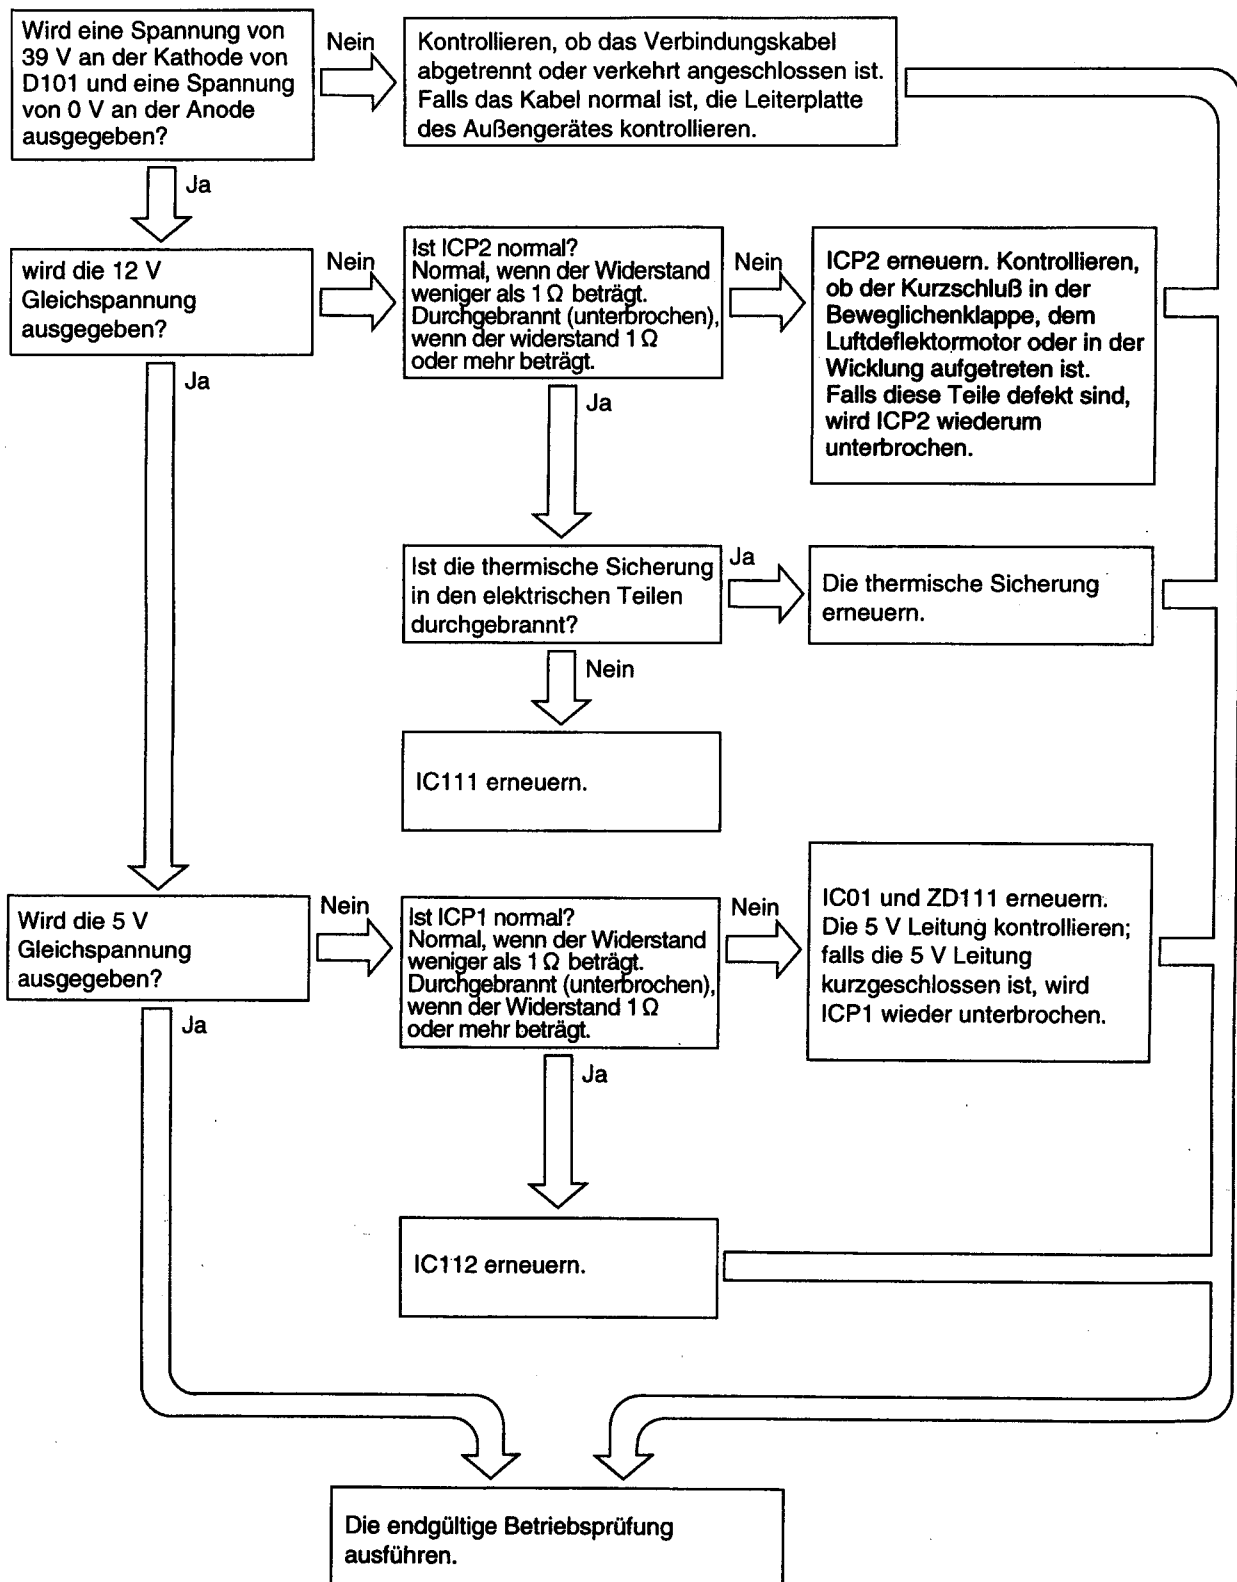 Wird eine Spannung von
39 V an der Kathode von
D101 und eine Spannung
von 0 V an der Anode
ausgegeben?
Nein
Kontrollieren, ob das Verbindungskabel
abgetrennt oder verkehrt angeschlossen ist.
Falls das Kabel normal ist, die Leiterplatte
des Außengerätes kontrollieren.
Ja
wird die 12 V
Gleichspannung
ausgegeben?
Nein
Ist ICP2 normal?
Normal, wenn der Widerstand
weniger als 1 Ω beträgt.
Durchgebrannt (unterbrochen),
wenn der widerstand 1 Ω
oder mehr beträgt.
Nein
ICP2 erneuern. Kontrollieren,
ob der Kurzschluß in der
Beweglichenklappe, dem
Luftdeflektormotor oder in der
Wicklung aufgetreten ist.
Falls diese Teile defekt sind,
wird ICP2 wiederum
unterbrochen.
Ja
Ja
Ist die thermische Sicherung
in den elektrischen Teilen
durchgebrannt?
Ja
Die thermische Sicherung
erneuern.
Nein
IC111 erneuern.
Wird die 5 V
Gleichspannung
ausgegeben?
Nein
Ist ICP1 normal?
Normal, wenn der Widerstand
weniger als 1 Ω beträgt.
Durchgebrannt (unterbrochen),
wenn der Widerstand 1 Ω
oder mehr beträgt.
Nein
IC01 und ZD111 erneuern.
Die 5 V Leitung kontrollieren;
falls die 5 V Leitung
kurzgeschlossen ist, wird
ICP1 wieder unterbrochen.
Ja
Ja
IC112 erneuern.
Die endgültige Betriebsprüfung
ausführen.